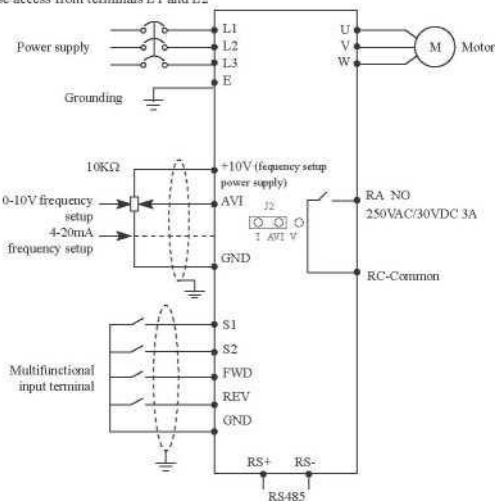 access from terminals L1 and L2
Power supply
L1
L2
L3
E
Grounding
U
V
W
M
Motor
10KΩ
+10V (fequency setup
power supply)
0-10V frequency
setup
AVI
4-20mA
frequency setup
GND
J2
I AVI V
RA NO
250VAC/30VDC 3A
RC-Common
Multifunctional
input terminal
S1
S2
FWD
REV
GND
RS+ RS-
RS485